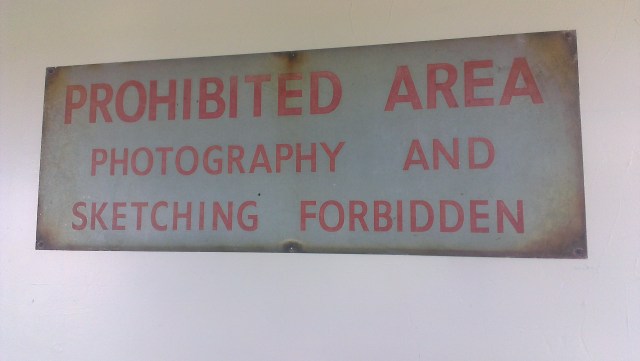 PROHIBITED AREA
PHOTOGRAPHY AND
SKETCHING FORBIDDEN